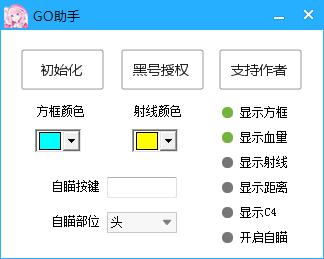 GO助手
初始化
黑号授权
支持作者
方框颜色
射线颜色
显示方框
显示血量
显示射线
自瞄按键
显示距离
自瞄部位
头
显示C4
开启自瞄